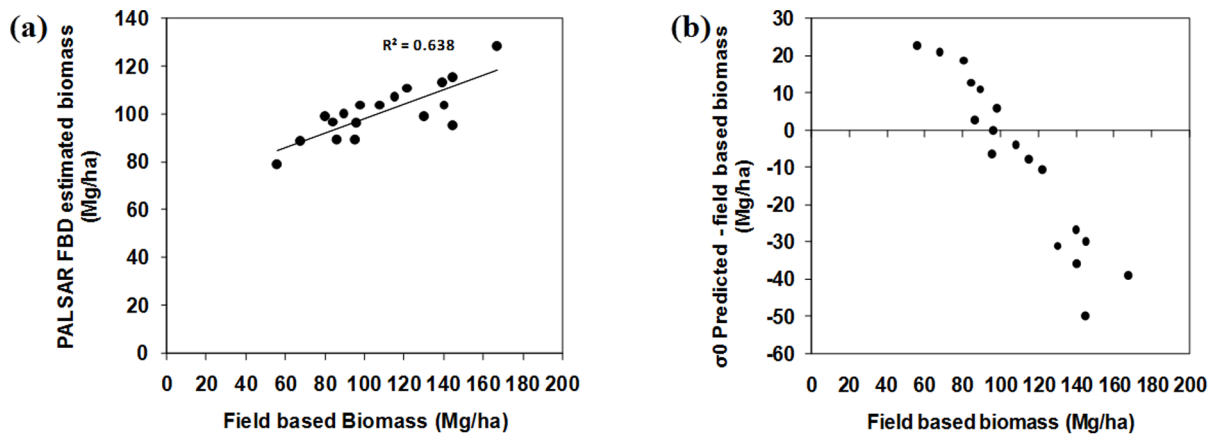 (a)
PALSAR FBD estimated biomass
(Mg/ha)
140
120
100
80
60
40
20
0
R² = 0.638
0 20 40 60 80 100 120 140 160 180 200
Field based Biomass (Mg/ha)
(b)
σ0 Predicted -field based biomass
(Mg/ha)
30
20
10
0
-10
-20
-30
-40
-50
-60
0 20 40 60 80 100 120 140 160 180 200
Field based biomass (Mg/ha)